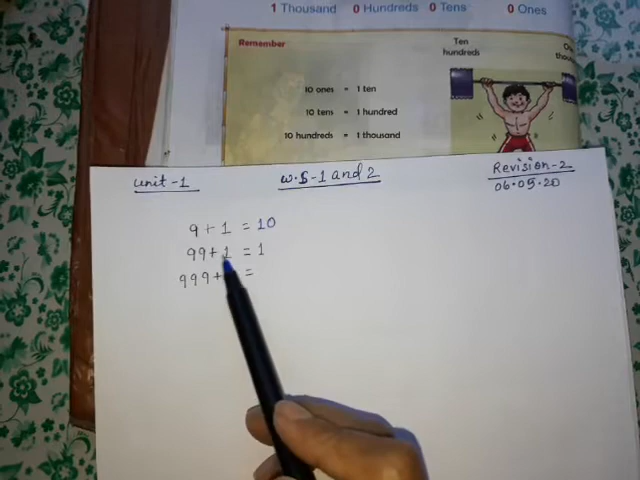 1 Thousand 0 Hundreds 0 Tens 0 Ones
Remember
Ten
hundreds
10 ones = 1 ten
10 tens = 1 hundred
10 hundreds = 1 thousand
Unit-1 W.S-1 and 2 Revision-2
06.05.20
9+1 = 10
99+1 = 1
999+ =